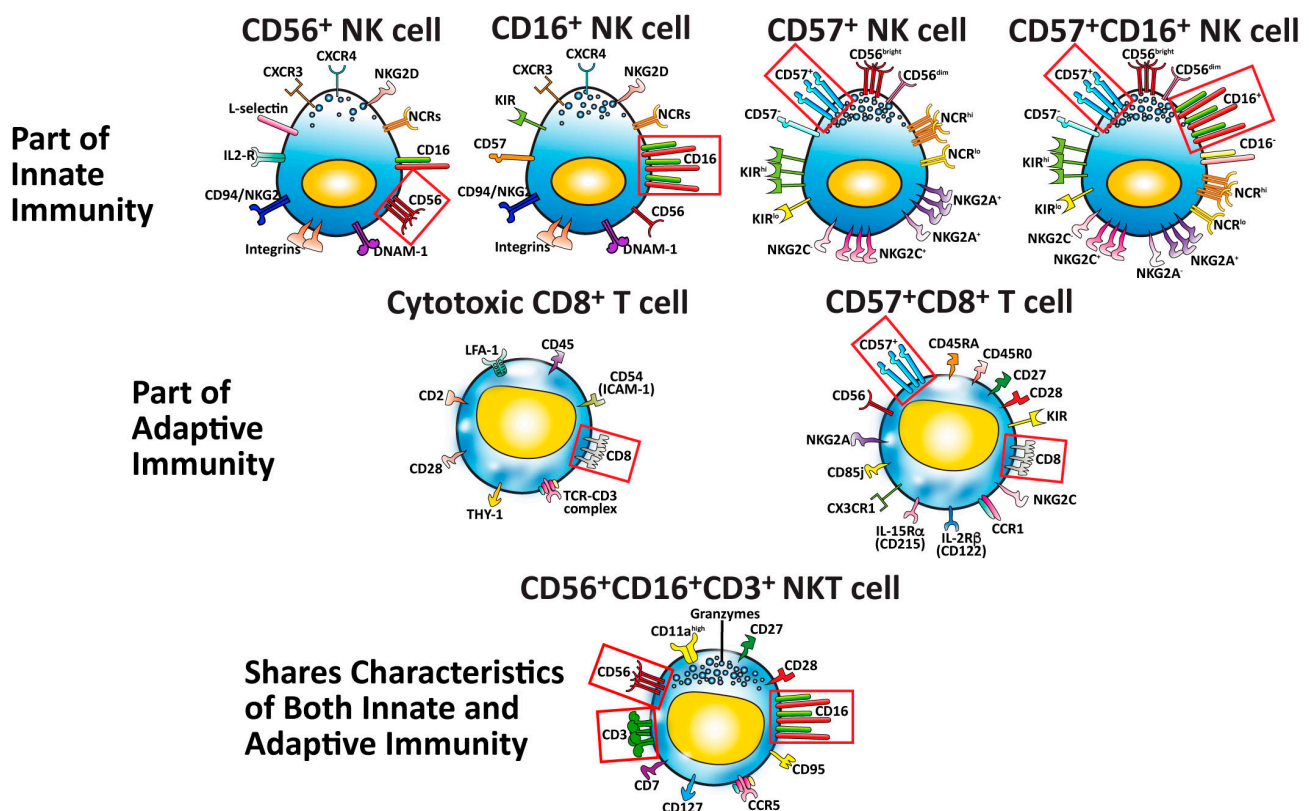 CD56⁺ NK cell
CD16⁺ NK cell
CD57⁺ NK cell
CD57⁺CD16⁺ NK cell
Part of
Innate
Immunity
CXCR4
CXCR3
NKG2D
L-selectin
NCRs
IL2-R
CD16
CD94/NKG2
CD56
Integrins
DNAM-1
CXCR4
CXCR3
NKG2D
KIR
NCRs
CD57
CD16
CD94/NKG2
CD56
Integrins
DNAM-1
CD56ᵇʳⁱᵍʰᵗ
CD57⁺
CD56ᵈⁱᵐ
CD57⁻
NCRʰⁱ
NCRˡᵒ
KIRʰⁱ
KIRˡᵒ
NKG2A⁺
NKG2A⁺
NKG2C⁻
NKG2C⁺
CD56ᵇʳⁱᵍʰᵗ
CD57⁺
CD56ᵈⁱᵐ
CD16⁺
CD57⁻
CD16⁻
KIRʰⁱ
NCRʰⁱ
KIRˡᵒ
NCRˡᵒ
NKG2C
NKG2C⁺
NKG2A⁺
NKG2A⁻
Cytotoxic CD8⁺ T cell
CD57⁺CD8⁺ T cell
Part of
Adaptive
Immunity
LFA-1
CD45
CD54
(ICAM-1)
CD2
CD8
CD28
TCR-CD3
complex
THY-1
CD57⁺
CD45RA
CD45R0
CD27
CD28
CD56
KIR
NKG2A
CD8
CD85j
NKG2C
CX3CR1
CCR1
IL-15Rα
(CD215)
IL-2Rβ
(CD122)
CD56⁺CD16⁺CD3⁺ NKT cell
Shares Characteristics
of Both Innate and
Adaptive Immunity
Granzymes
CD11aʰⁱᵍʰ
CD27
CD56
CD28
CD16
CD3
CD95
CD7
CD127
CCR5